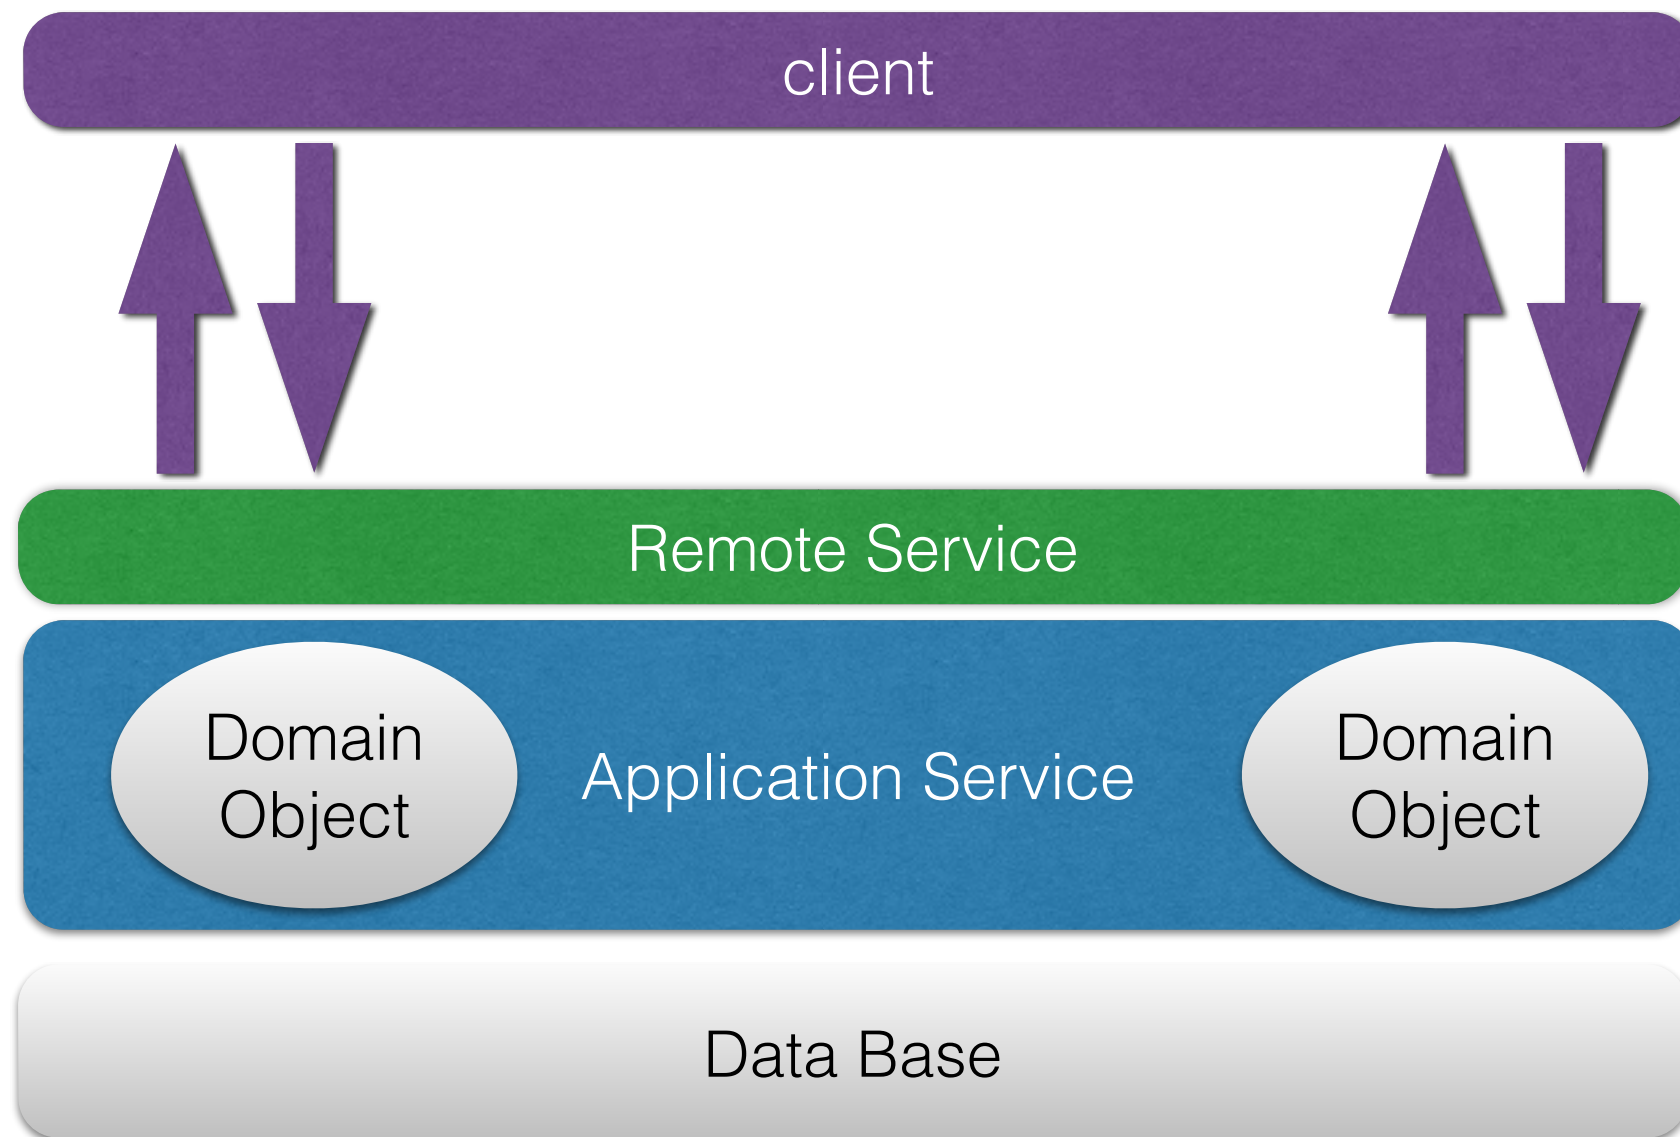 client
Remote Service
Domain
Object
Application Service
Domain
Object
Data Base